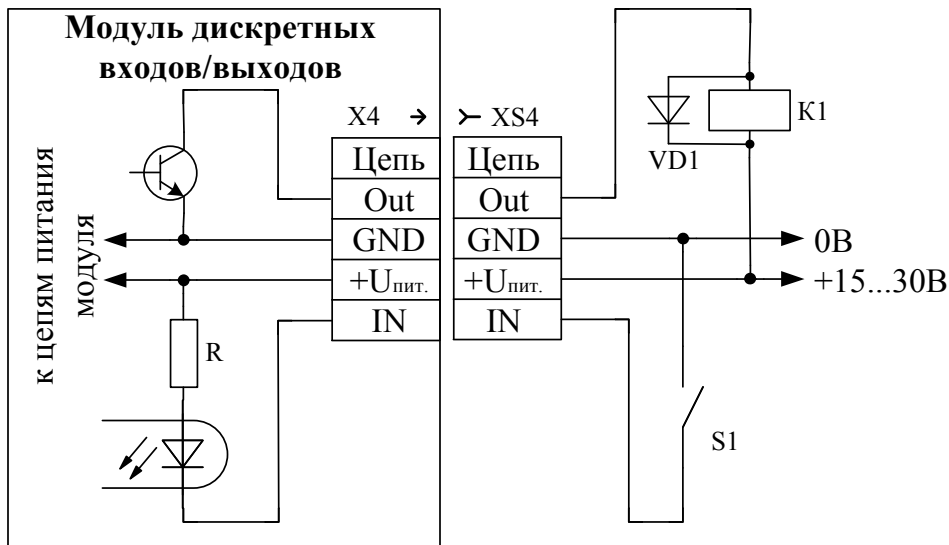 Модуль дискретных
входов/выходов
к цепям питания
модуля
X4
Цепь
Out
GND
+Uпит.
IN
R
XS4
Цепь
Out
GND
+Uпит.
IN
VD1
K1
0В
+15...30В
S1